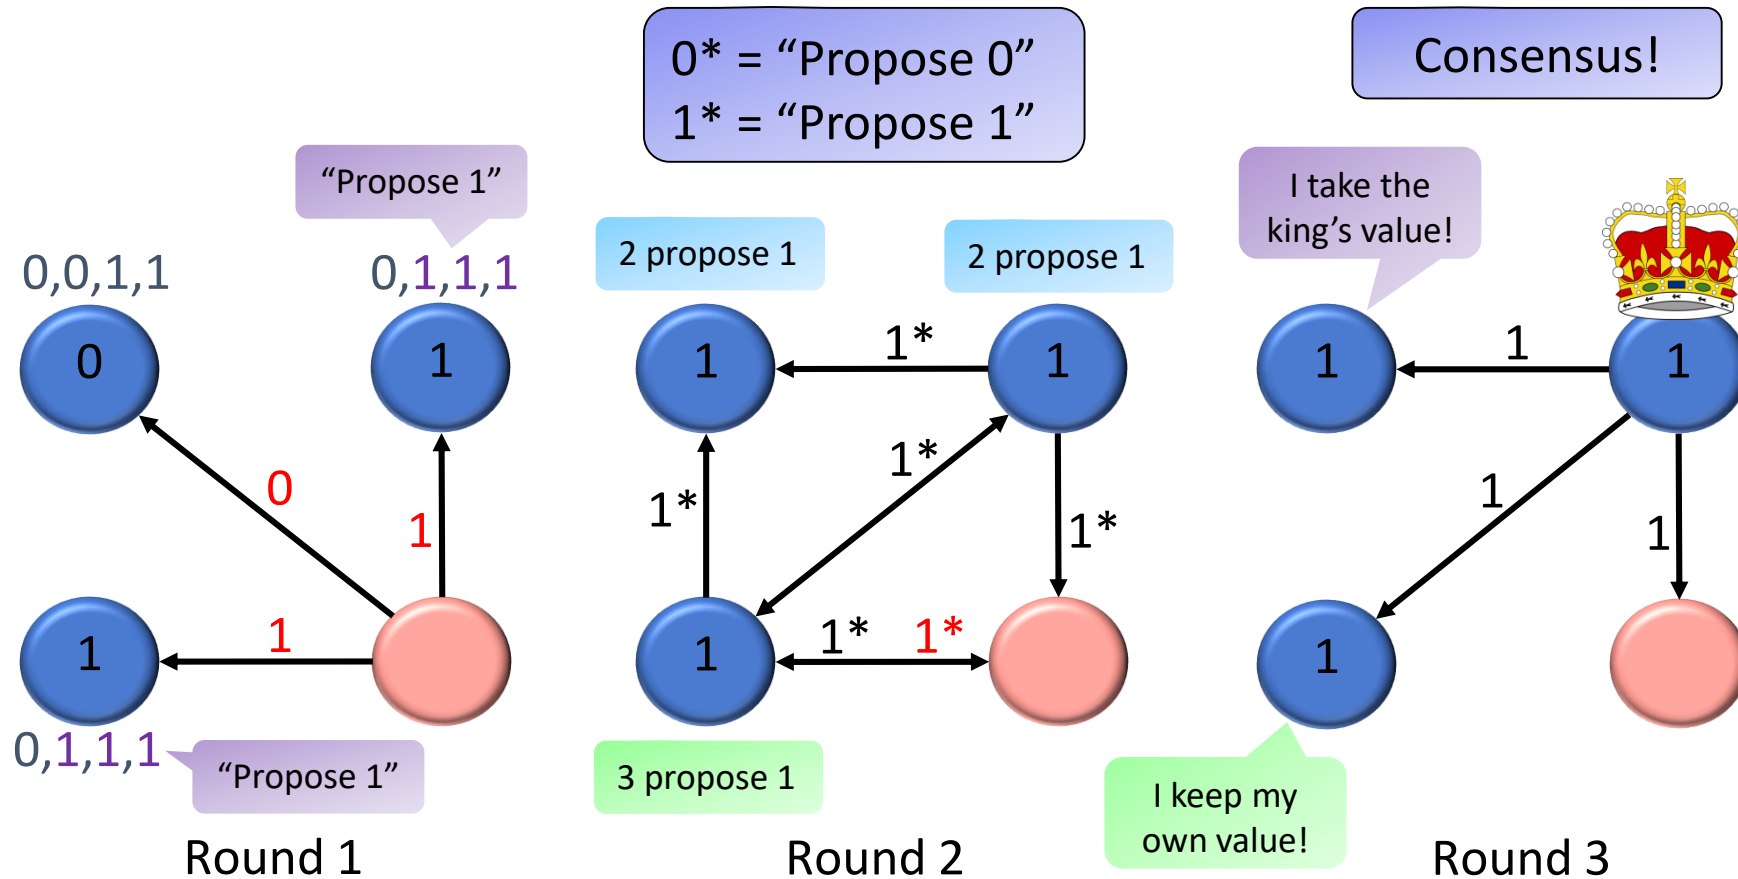 0* = “Propose 0”
1* = “Propose 1”
Consensus!
“Propose 1”
0,0,1,1
0,1,1,1
0
1
0
1
1
1
0,1,1,1
“Propose 1”
Round 1
2 propose 1
2 propose 1
1
1*
1
1*
1*
1*
1
1* 1*
3 propose 1
Round 2
I take the
king’s value!
1
1
1
1
1
1
I keep my
own value!
Round 3